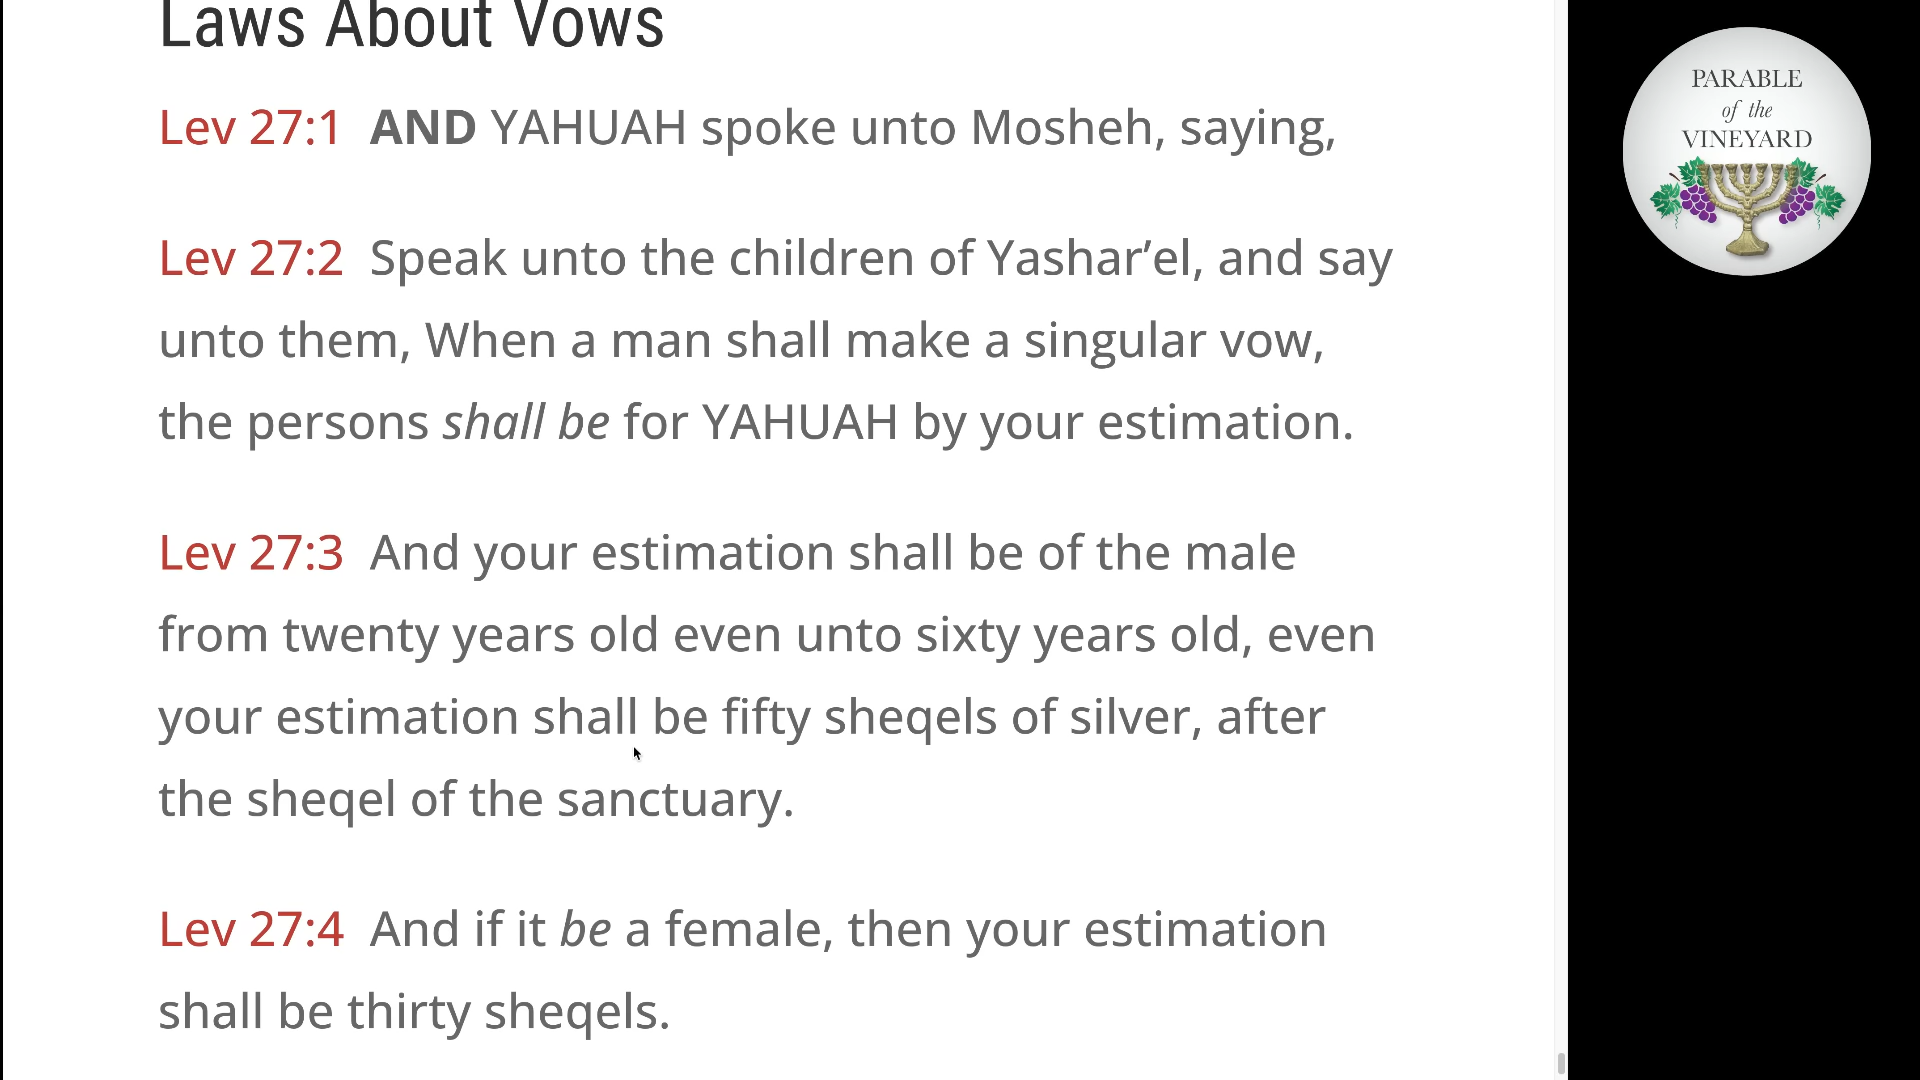 Laws About Vows
Lev 27:1 AND YAHUAH spoke unto Mosheh, saying,
Lev 27:2 Speak unto the children of Yashar’el, and say
unto them, When a man shall make a singular vow,
the persons shall be for YAHUAH by your estimation.
Lev 27:3 And your estimation shall be of the male
from twenty years old even unto sixty years old, even
your estimation shall be fifty sheqels of silver, after
the sheqel of the sanctuary.
Lev 27:4 And if it be a female, then your estimation
shall be thirty sheqels.
PARABLE
of the
VINEYARD